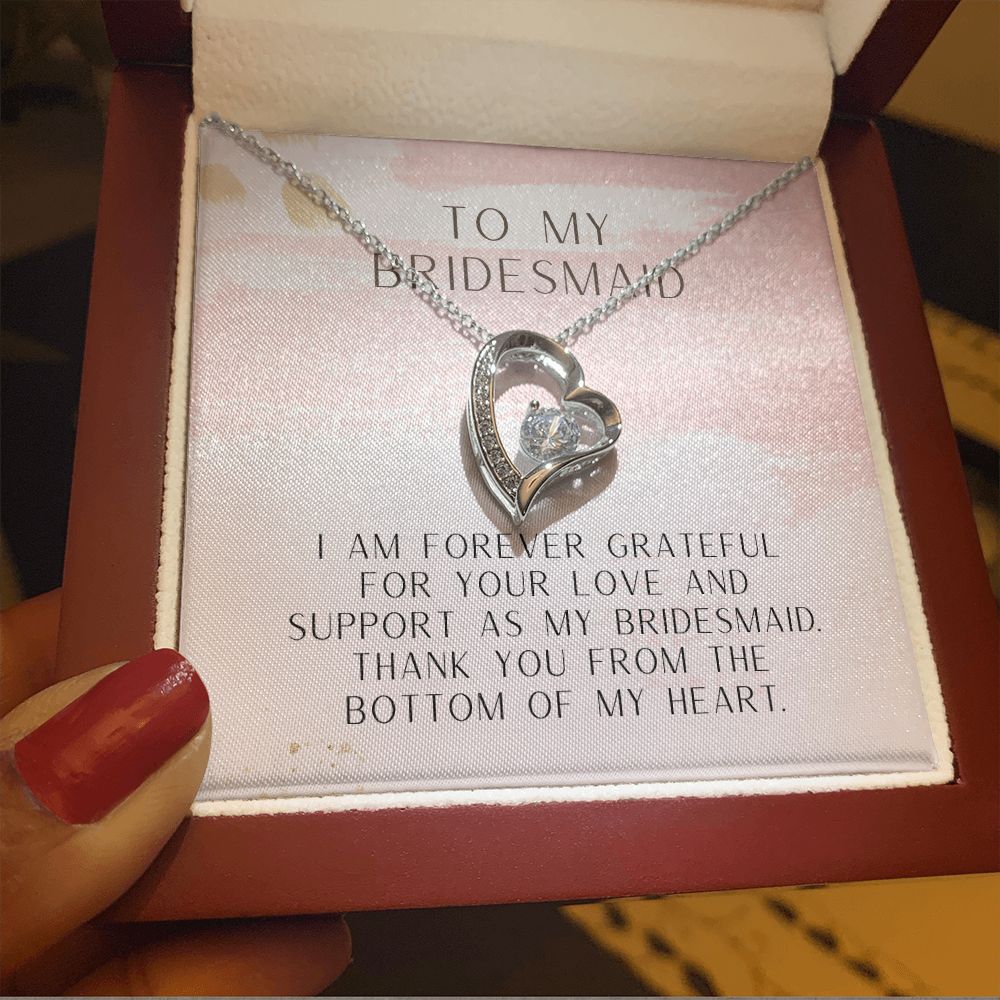 TO MY
BRIDESMAID
I AM FOREVER GRATEFUL
FOR YOUR LOVE AND
SUPPORT AS MY BRIDESMAID.
THANK YOU FROM THE
BOTTOM OF MY HEART.